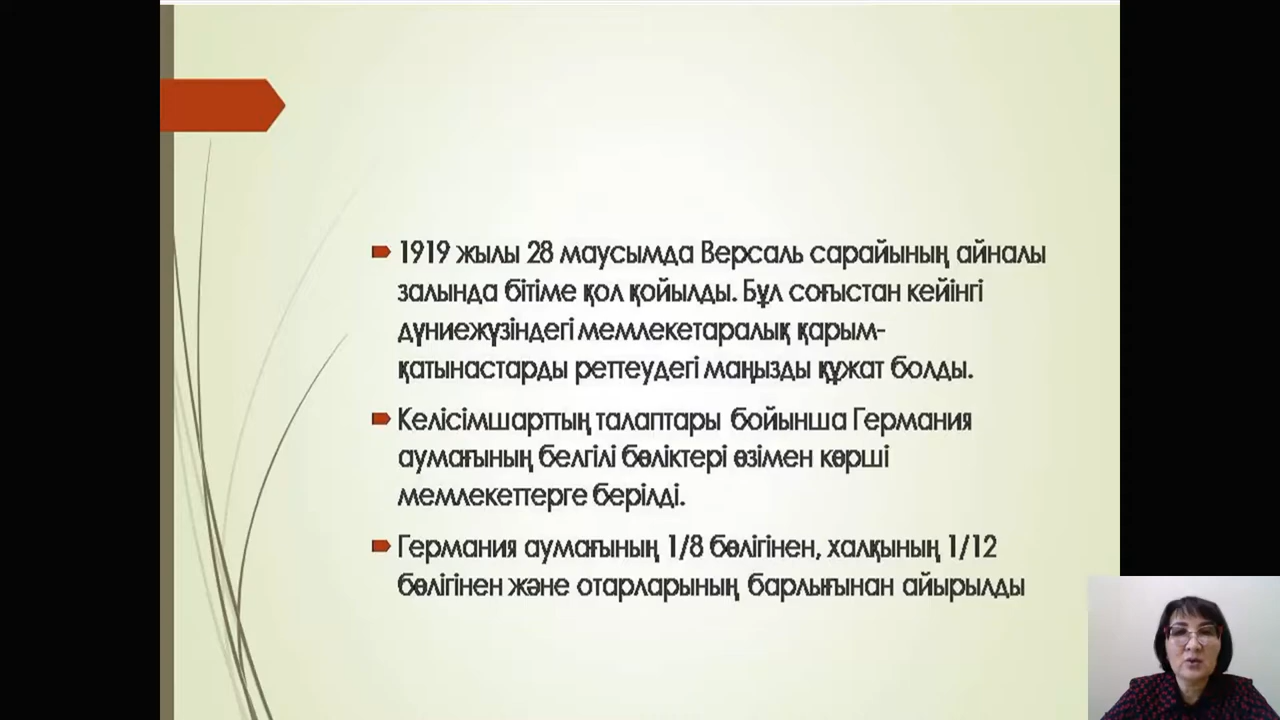 1919 жылы 28 маусымда Версаль сарайының айналы
залында бітіме қол қойылды. Бұл соғыстан кейінгі
дүниежүзіндегі мемлекетаралық қарым-
қатынастарды реттеудегі маңызды құжат болды.
Келісімшарттың талаптары бойынша Германия
аумағының белгілі бөліктері өзімен көрші
мемлекеттерге берілді.
Германия аумағының 1/8 бөлігінен, халқының 1/12
бөлігінен және отарларының барлығынан айырылды